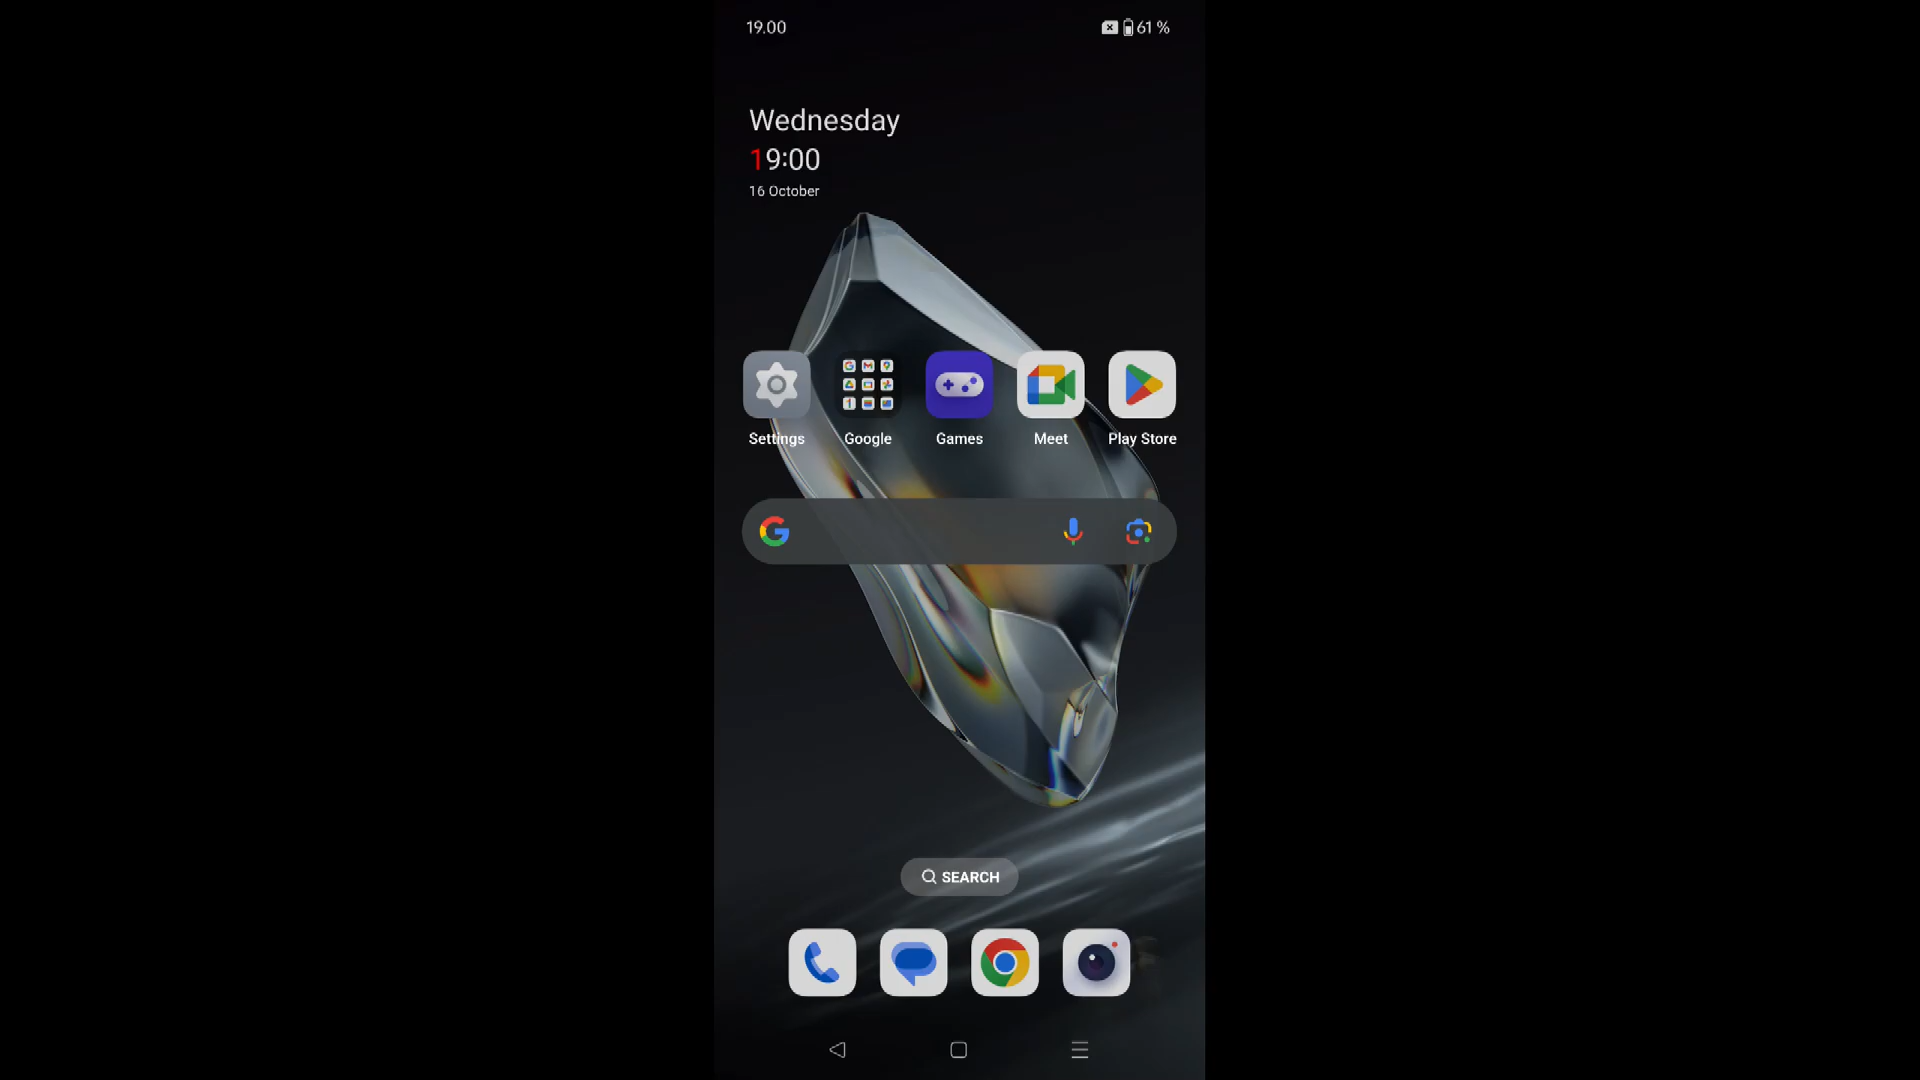 19.00 61 %
Wednesday
19:00
16 October
Settings Google Games Meet Play Store
SEARCH